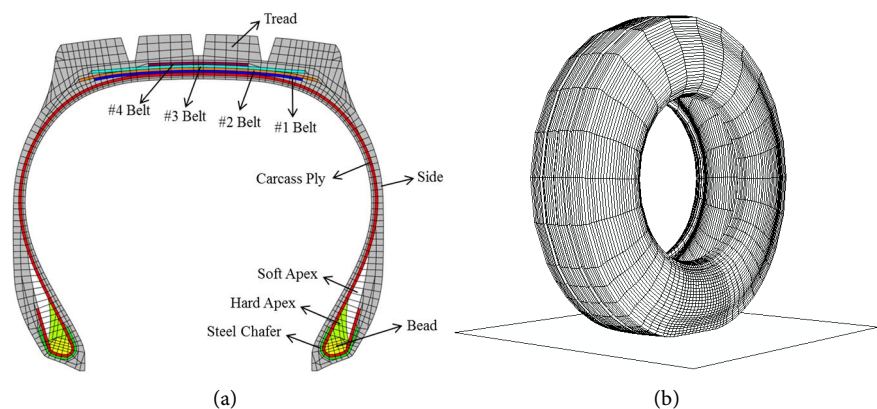 Tread
#4 Belt
#3 Belt
#2 Belt
#1 Belt
Carcass Ply
Side
Soft Apex
Hard Apex
Steel Chafer
Bead
(a)
(b)